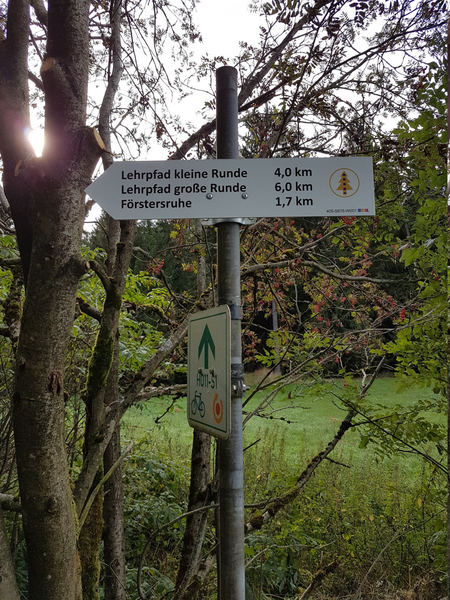 Lehrpfad kleine Runde 4,0 km
Lehrpfad große Runde 6,0 km
Förstersruhe 1,7 km